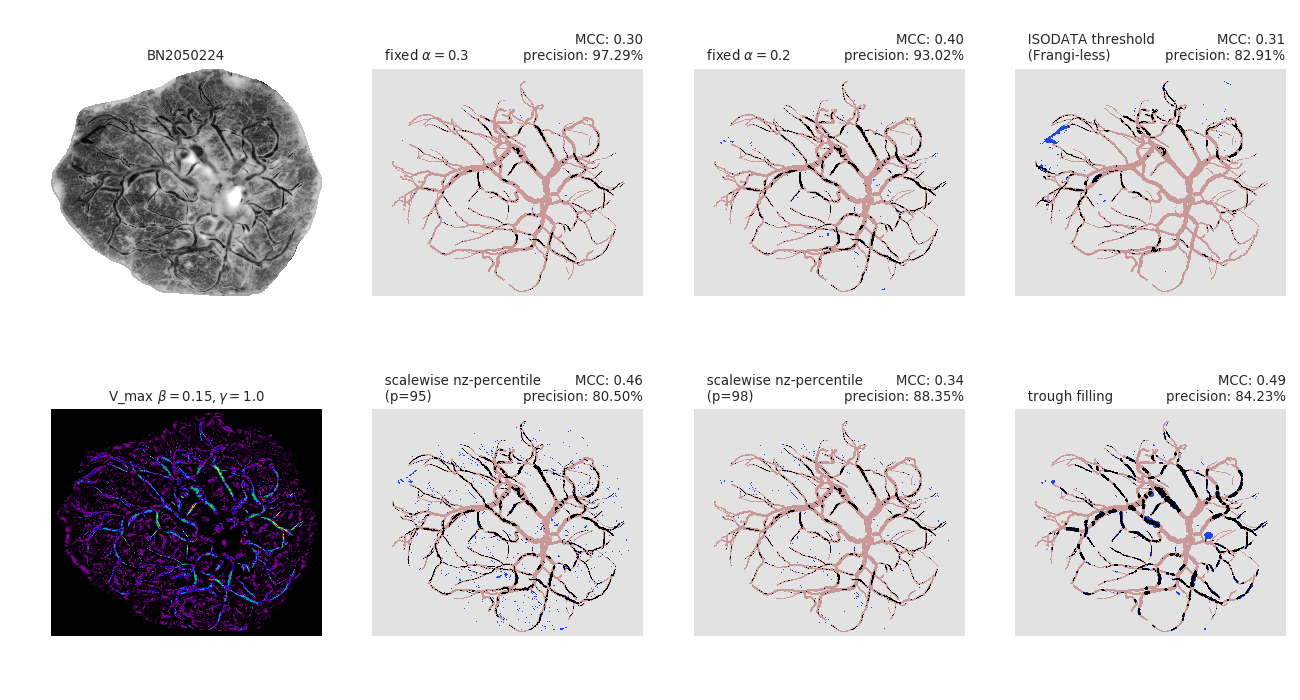 BN2050224
MCC: 0.30
fixed α = 0.3 precision: 97.29%
MCC: 0.40
fixed α = 0.2 precision: 93.02%
ISODATA threshold MCC: 0.31
(Frangi-less) precision: 82.91%
V_max β = 0.15, γ = 1.0
scalewise nz-percentile MCC: 0.46
(p=95) precision: 80.50%
scalewise nz-percentile MCC: 0.34
(p=98) precision: 88.35%
MCC: 0.49
trough filling precision: 84.23%